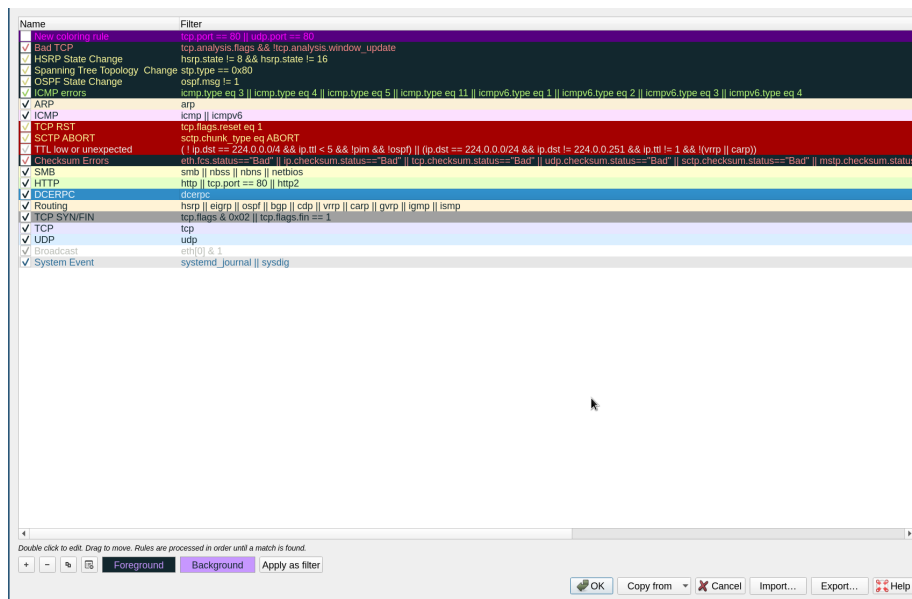 Name Filter
New coloring rule tcp.port == 80 || udp.port == 80.
Bad TCP tcp.analysis.flags && !tcp.analysis.window_update
HSRP State Change hsrp.state != 8 && hsrp.state != 16
Spanning Tree Topology Change stp.type == 0x80
OSPF State Change ospf.msg != 1
ICMP errors icmp.type eq 3 || icmp.type eq 4 || icmp.type eq 5 || icmp.type eq 11 || icmpv6.type eq 1 || icmpv6.type eq 2 || icmpv6.type eq 3 || icmpv6.type eq 4
ARP arp
ICMP icmp || icmpv6
TCP RST tcp.flags.reset eq 1
SCTP ABORT sctp.chunk_type eq ABORT
TTL low or unexpected ( ! ip.dst == 224.0.0.0/4 && ip.ttl < 5 && !pim && !ospf) || (ip.dst == 224.0.0.0/24 && ip.dst != 224.0.0.251 && ip.ttl != 1 && !(vrrp || carp))
Checksum Errors eth.fcs.status=="Bad" || ip.checksum.status=="Bad" || tcp.checksum.status=="Bad" || udp.checksum.status=="Bad" || sctp.checksum.status=="Bad" || mstp.checksum.status
SMB smb || nbss || nbns || netbios
HTTP http || tcp.port == 80 || http2
DCERPC dcerpc
Routing hsrp || eigrp || ospf || bgp || cdp || vrrp || carp || gvrp || igmp || ismp
TCP SYN/FIN tcp.flags & 0x02 || tcp.flags.fin == 1
TCP tcp
UDP udp
Broadcast eth[0] & 1
System Event systemd_journal || sysdig
Double click to edit. Drag to move. Rules are processed in order until a match is found.
+ − Foreground Background Apply as filter
OK Copy from Cancel Import... Export... Help